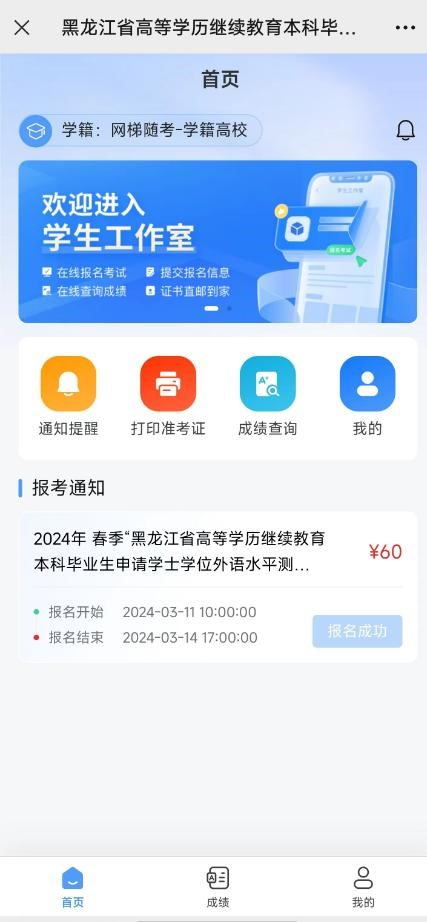 黑龙江省高等学历继续教育本科毕...
首页
学籍：网梯随考-学籍高校
欢迎进入
学生工作室
在线报名考试 提交报名信息
在线查询成绩 证书直邮到家
通知提醒 打印准考证 成绩查询 我的
报考通知
2024年 春季“黑龙江省高等学历继续教育
本科毕业生申请学士学位外语水平测...
¥60
报名开始 2024-03-11 10:00:00
报名结束 2024-03-14 17:00:00
报名成功
首页 成绩 我的